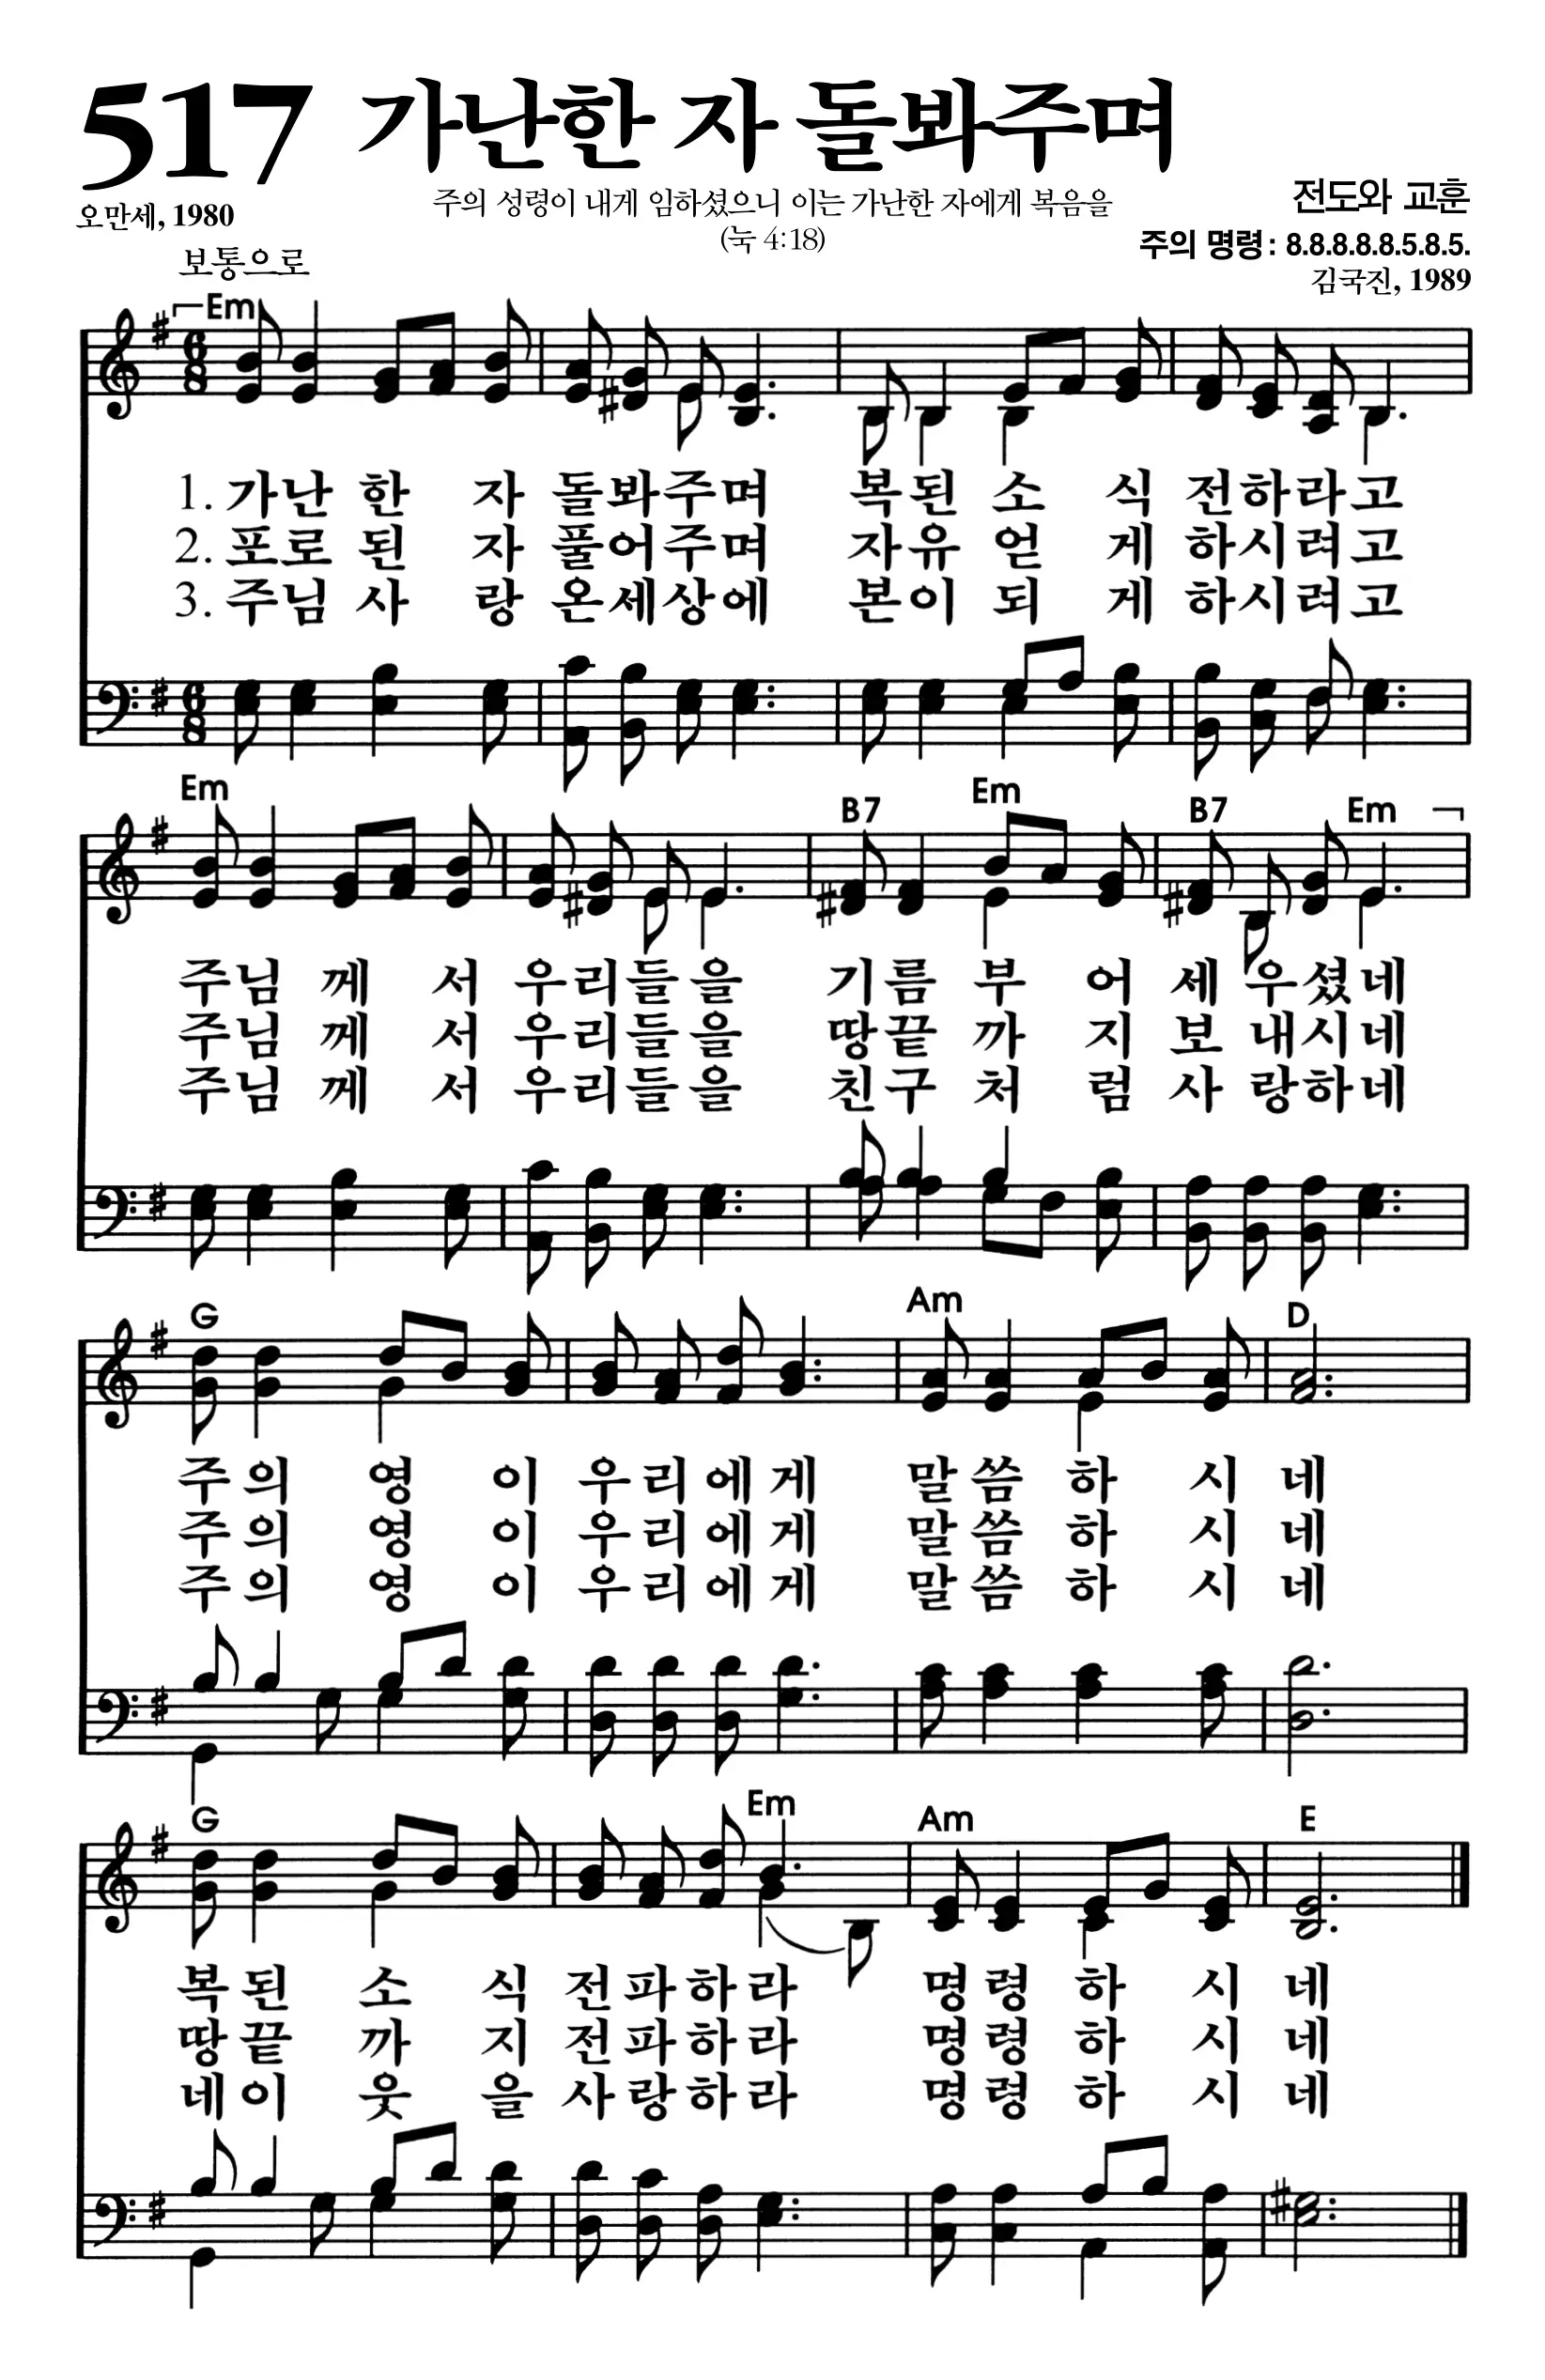 517 가난한 자 돌봐주며
주의 성령이 내게 임하셨으니 이는 가난한 자에게 복음을
(눅 4:18)
전도와 교훈
오만세, 1980
주의 명령: 8.8.8.8.8.5.8.5.
보통으로
김국진, 1989
Em
6 8
1. 가난 한 자 돌봐주며 복된 소 식 전하라고
2. 포로 된 자 풀어주며 자유 얻 게 하시려고
3. 주님 사 랑 온세상에 본이 되 게 하시려고
6 8
Em B7 Em B7 Em
주님 께 서 우리들을 기름 부 어 세 우셨네
주님 께 서 우리들을 땅끝 까 지 보 내시네
주님 께 서 우리들을 친구 처 럼 사 랑하네
G Am D
주의 영 이 우리에게 말씀 하 시 네
주의 영 이 우리에게 말씀 하 시 네
주의 영 이 우리에게 말씀 하 시 네
G Em Am E
복된 소 식 전파하라 명령 하 시 네
땅끝 까 지 전파하라 명령 하 시 네
네이 웃 을 사랑하라 명령 하 시 네